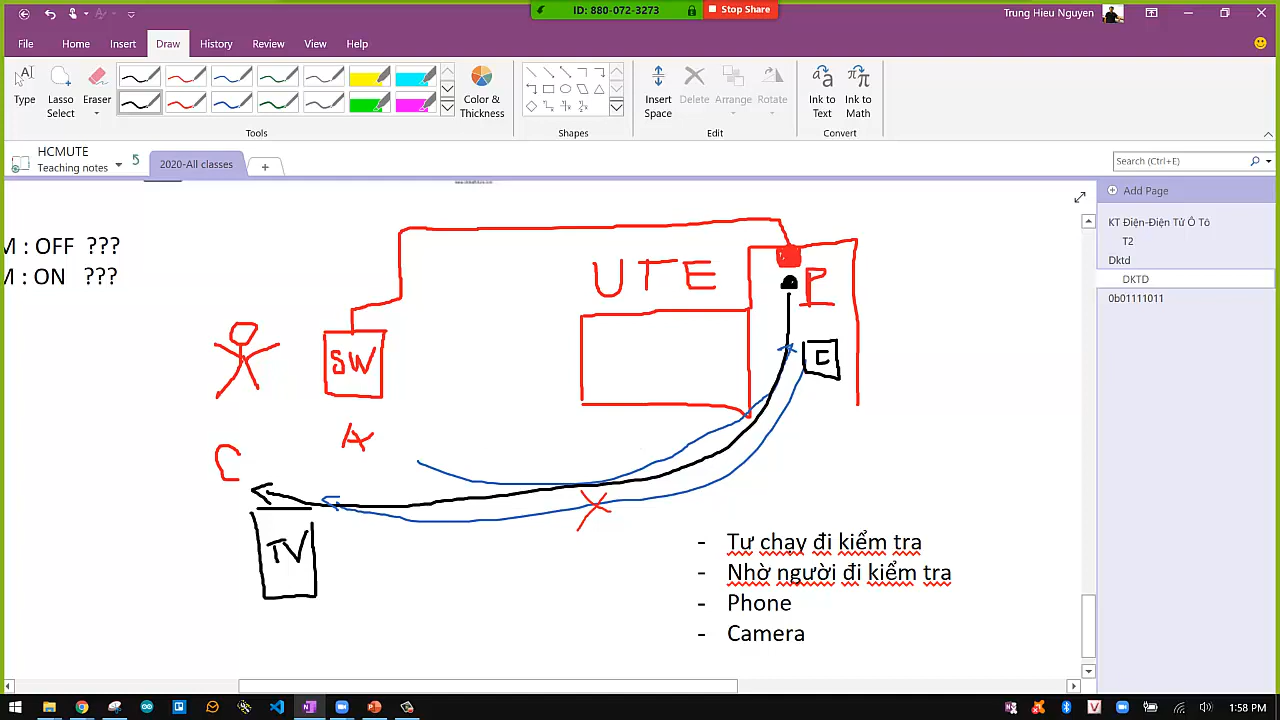 ID: 880-072-3273
Stop Share
Trung Hieu Nguyen
File
Home
Insert
Draw
History
Review
View
Help
Type
Lasso Select
Eraser
Color & Thickness
Insert Space
Delete
Arrange
Rotate
Ink to Text
Ink to Math
Tools
Shapes
Edit
Convert
HCMUTE
Teaching notes
5
2020-All classes
Search (Ctrl+E)
Add Page
KT Điện-Điện Tử Ô Tô
T2
Dktd
DKTD
0b01111011
M : OFF ???
M : ON ???
UTE
P
SW
C
TV
- Tự chạy đi kiểm tra
- Nhờ người đi kiểm tra
- Phone
- Camera
1:58 PM